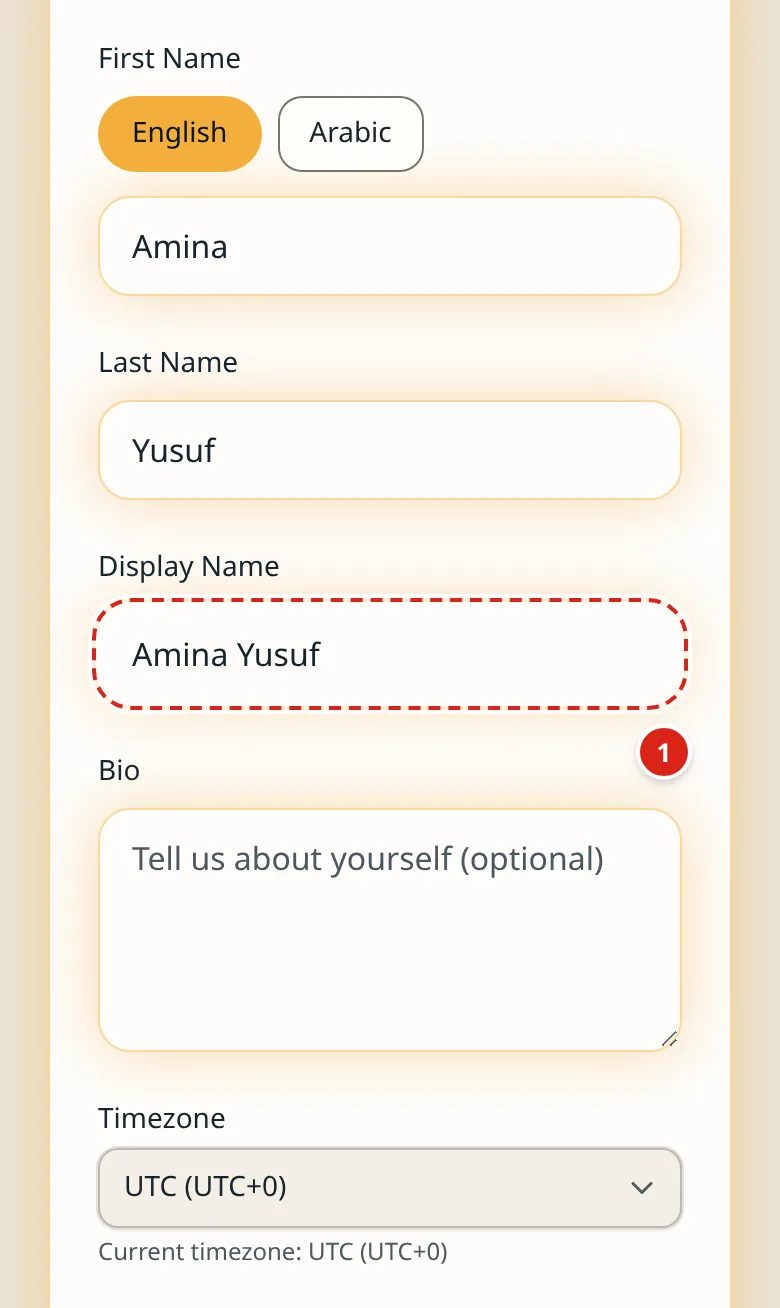 First Name
English Arabic
Amina
Last Name
Yusuf
Display Name
Amina Yusuf
1
Bio
Tell us about yourself (optional)
Timezone
UTC (UTC+0)
Current timezone: UTC (UTC+0)